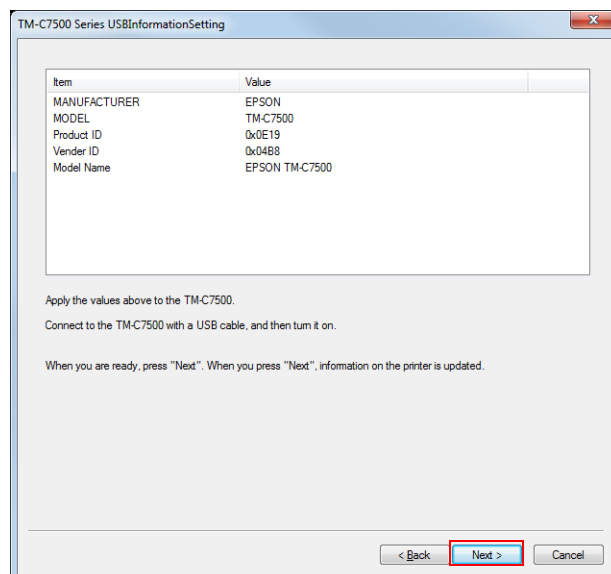 TM-C7500 Series USBInformationSetting
Item Value
MANUFACTURER EPSON
MODEL TM-C7500
Product ID 0x0E19
Vender ID 0x04B8
Model Name EPSON TM-C7500
Apply the values above to the TM-C7500.
Connect to the TM-C7500 with a USB cable, and then turn it on.
When you are ready, press "Next". When you press "Next", information on the printer is updated.
< Back Next > Cancel